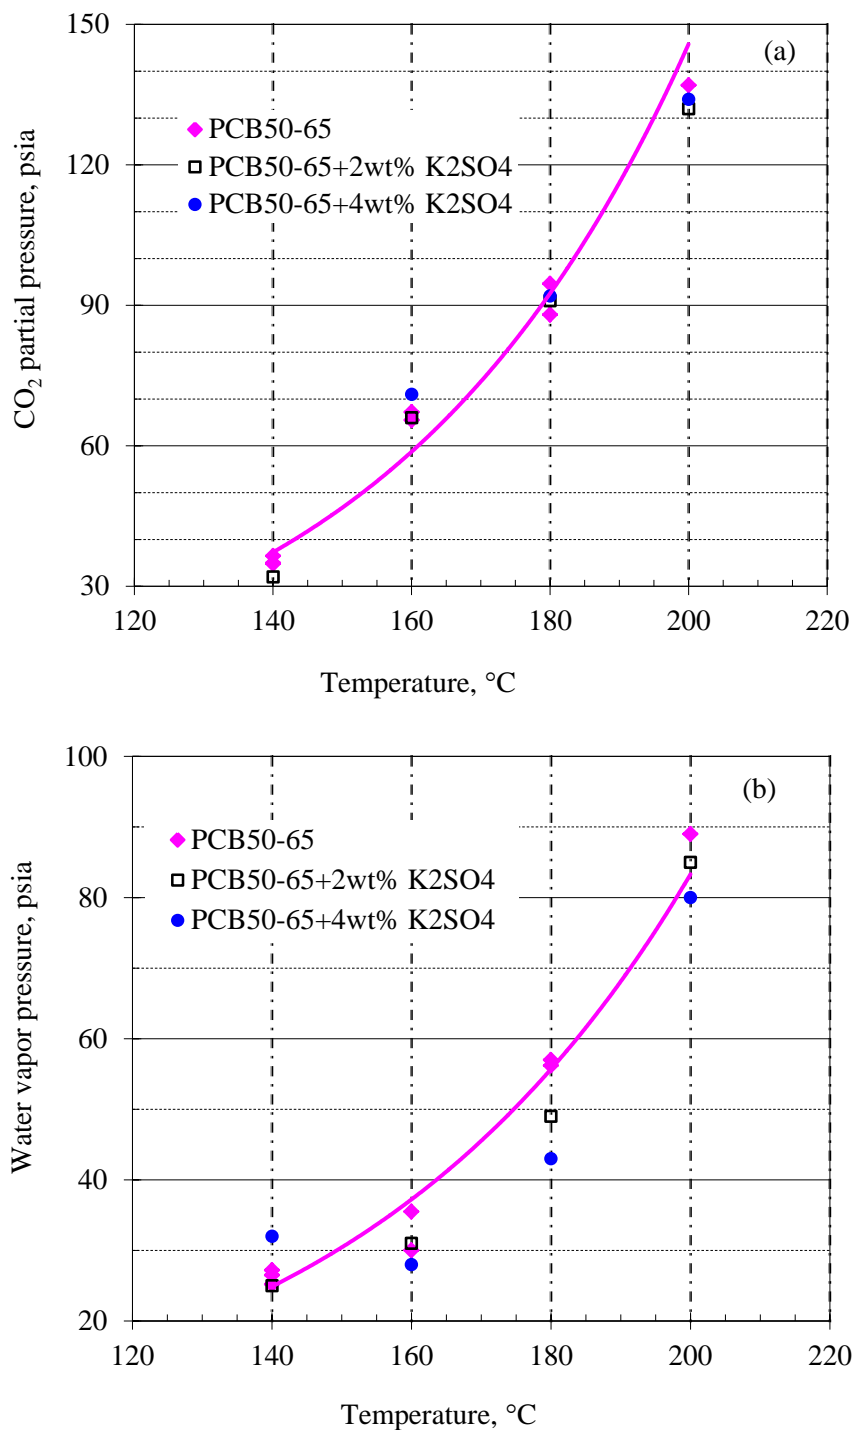 150
(a)
PCB50-65
120
PCB50-65+2wt% K2SO4
PCB50-65+4wt% K2SO4
90
60
30
CO₂ partial pressure, psia
120 140 160 180 200 220
Temperature, °C
100
(b)
PCB50-65
PCB50-65+2wt% K2SO4
80
PCB50-65+4wt% K2SO4
60
40
20
Water vapor pressure, psia
120 140 160 180 200 220
Temperature, °C